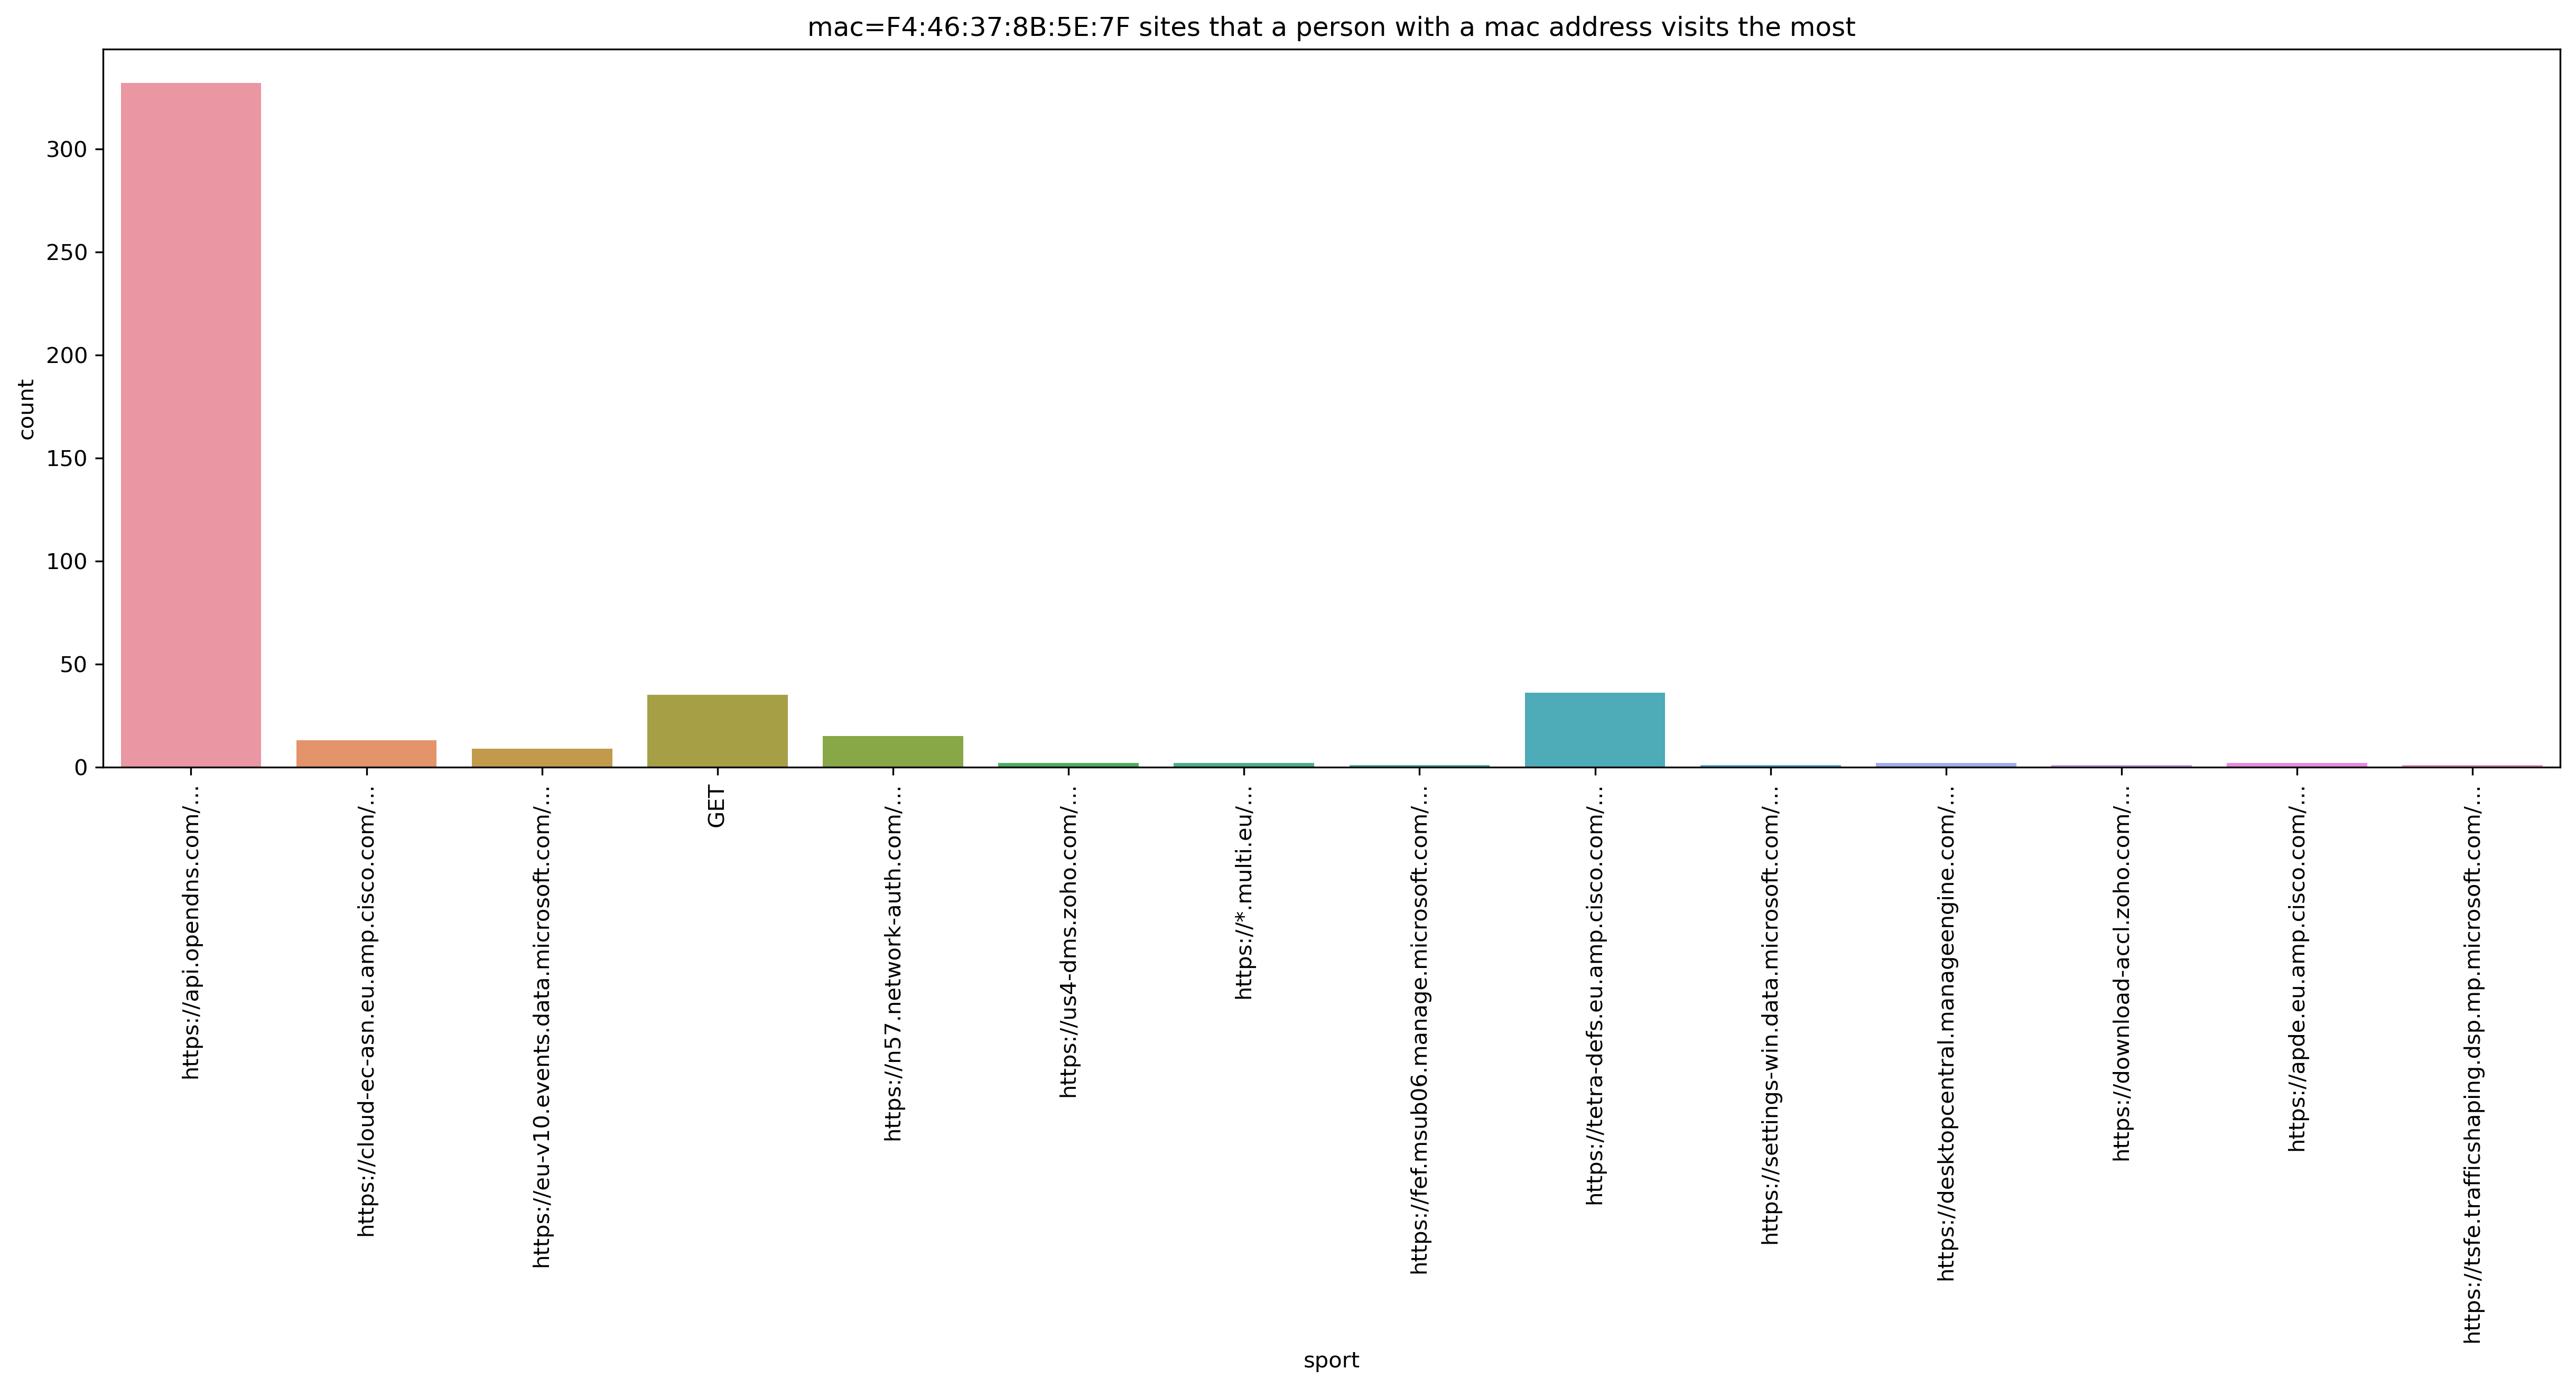 mac=F4:46:37:8B:5E:7F sites that a person with a mac address visits the most
count
300
250
200
150
100
50
0
https://api.opendns.com/...
https://cloud-ec-asn.eu.amp.cisco.com/...
https://eu-v10.events.data.microsoft.com/...
GET
https://n57.network-auth.com/...
https://us4-dms.zoho.com/...
https://*.multi.eu/...
https://fef.msub06.manage.microsoft.com/...
https://tetra-defs.eu.amp.cisco.com/...
https://settings-win.data.microsoft.com/...
https://desktopcentral.manageengine.com/...
https://download-accl.zoho.com/...
https://apde.eu.amp.cisco.com/...
https://tsfe.trafficshaping.dsp.mp.microsoft.com/...
sport